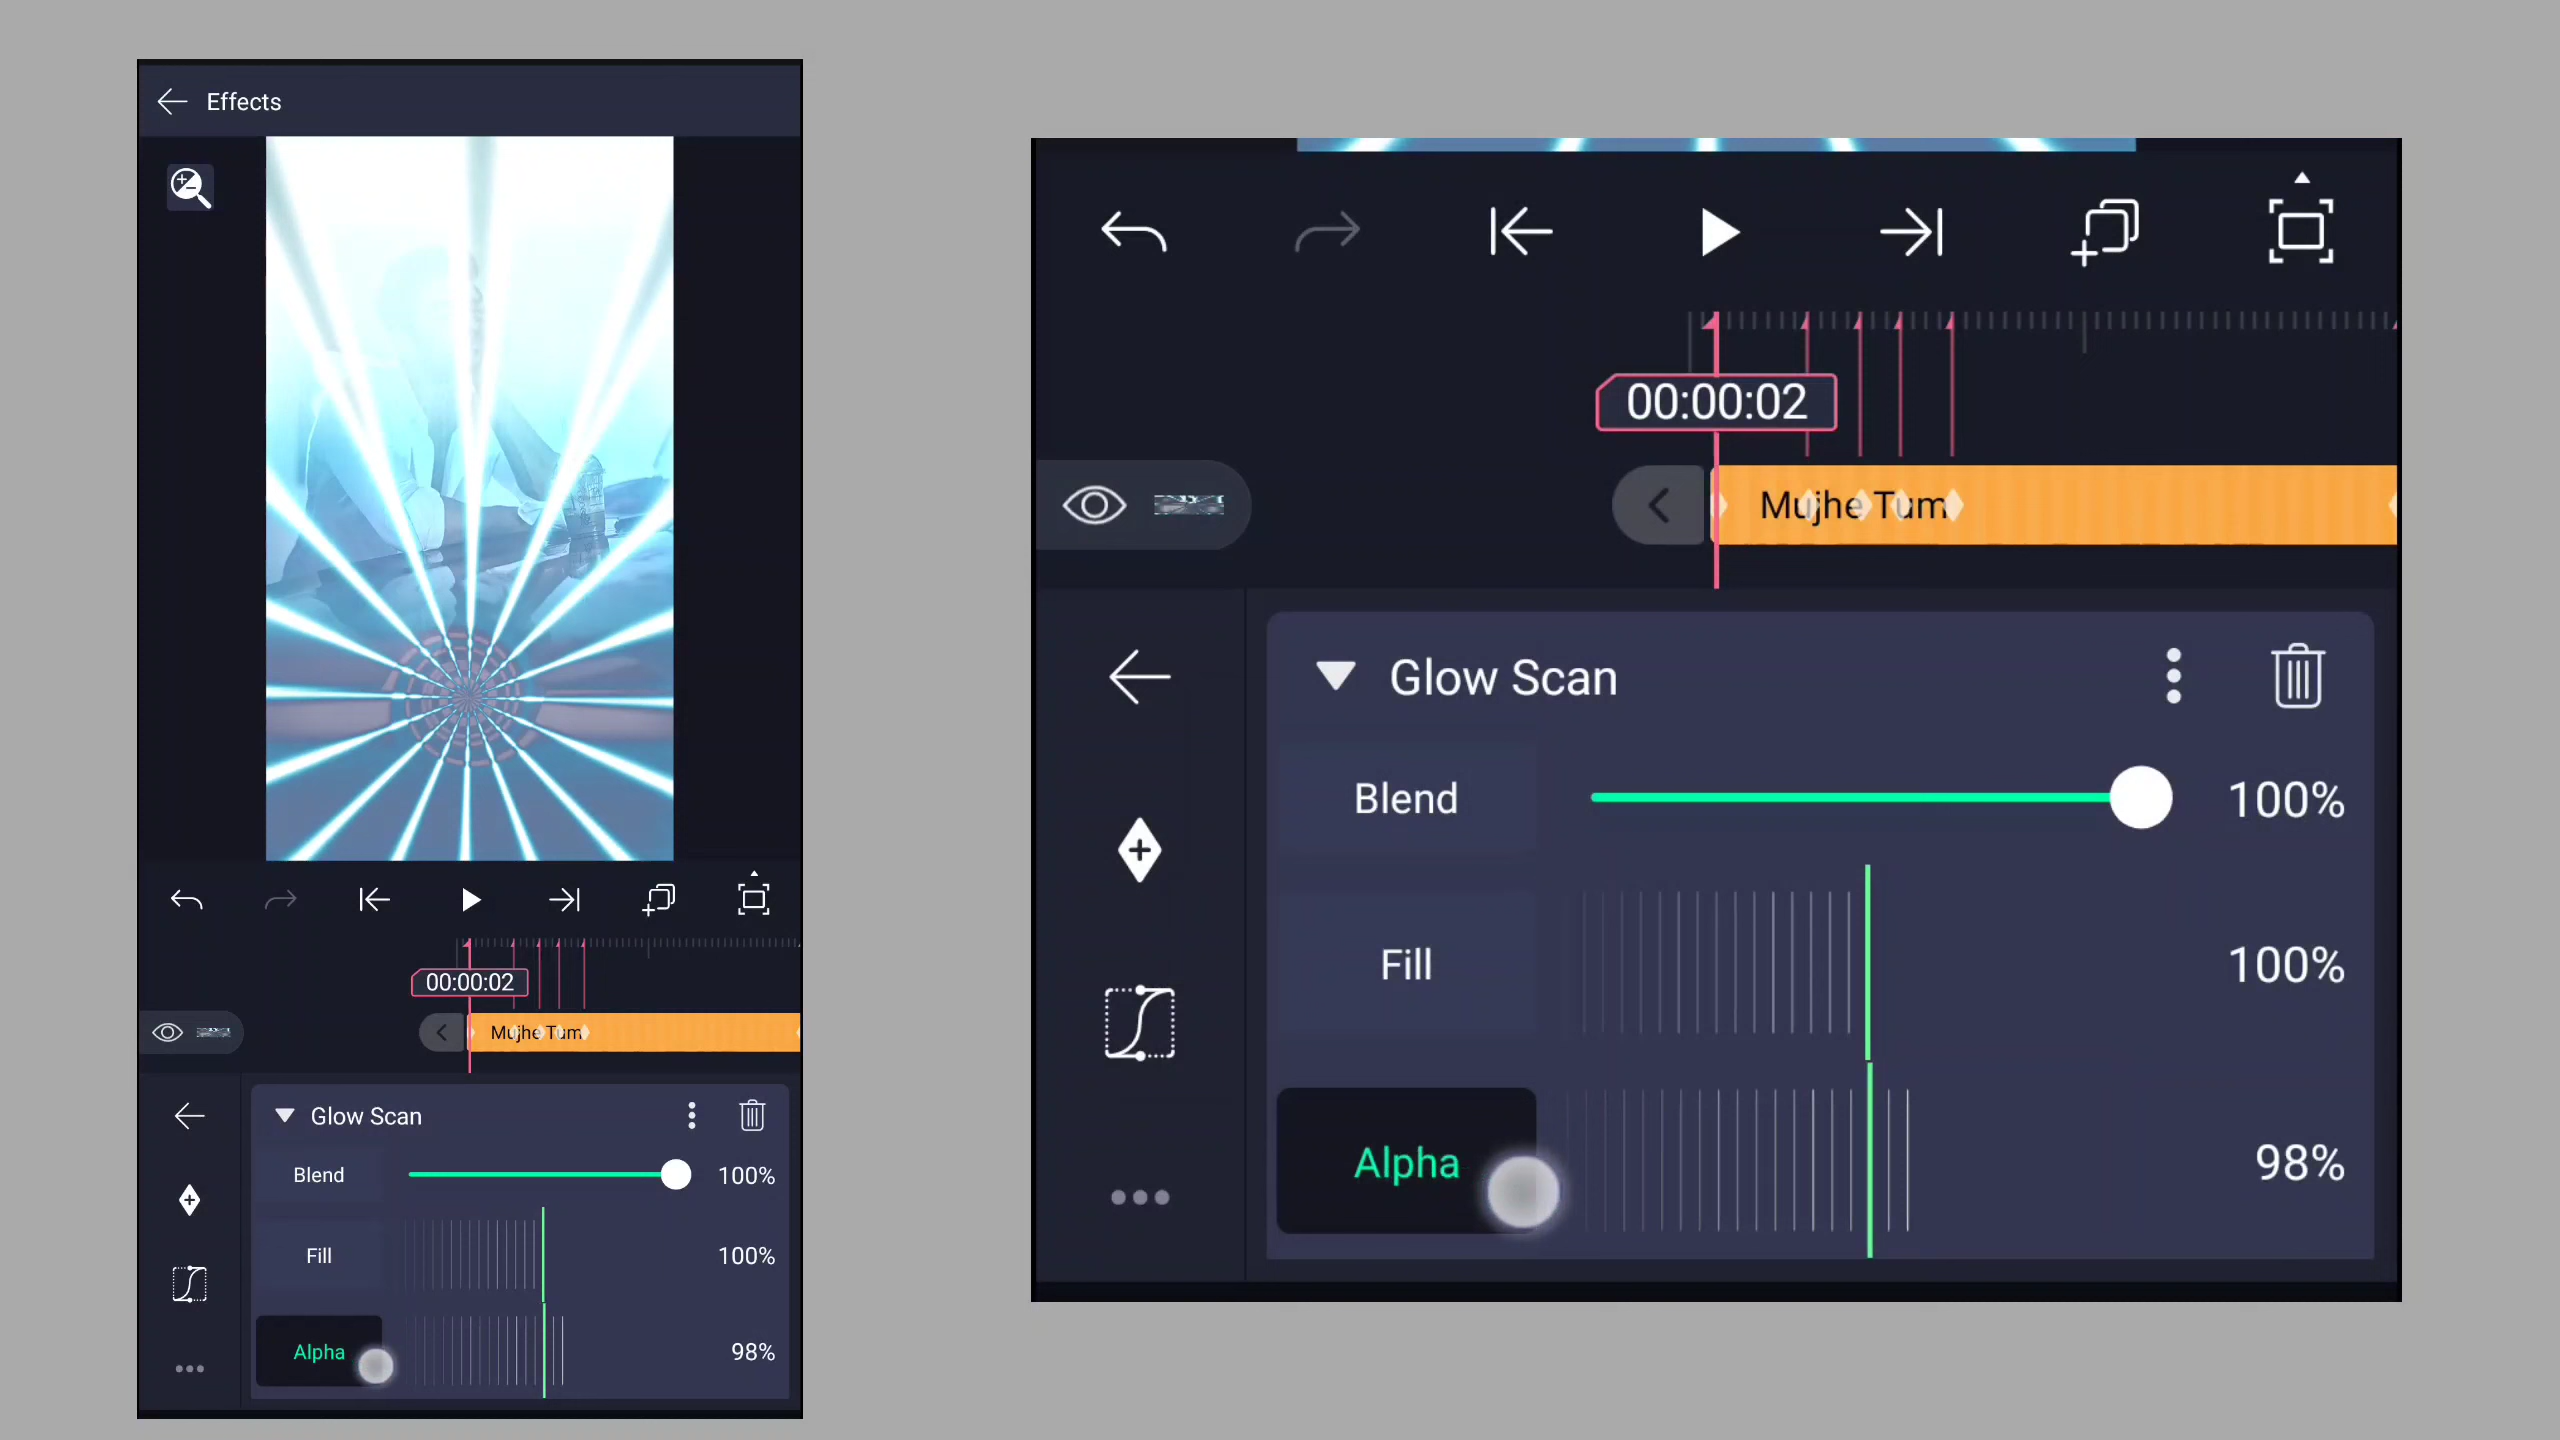 Effects
00:00:02
Mujhe Tum
Glow Scan
Blend
100%
Fill
100%
Alpha
98%
00:00:02
Mujhe Tum
Glow Scan
Blend
100%
Fill
100%
Alpha
98%